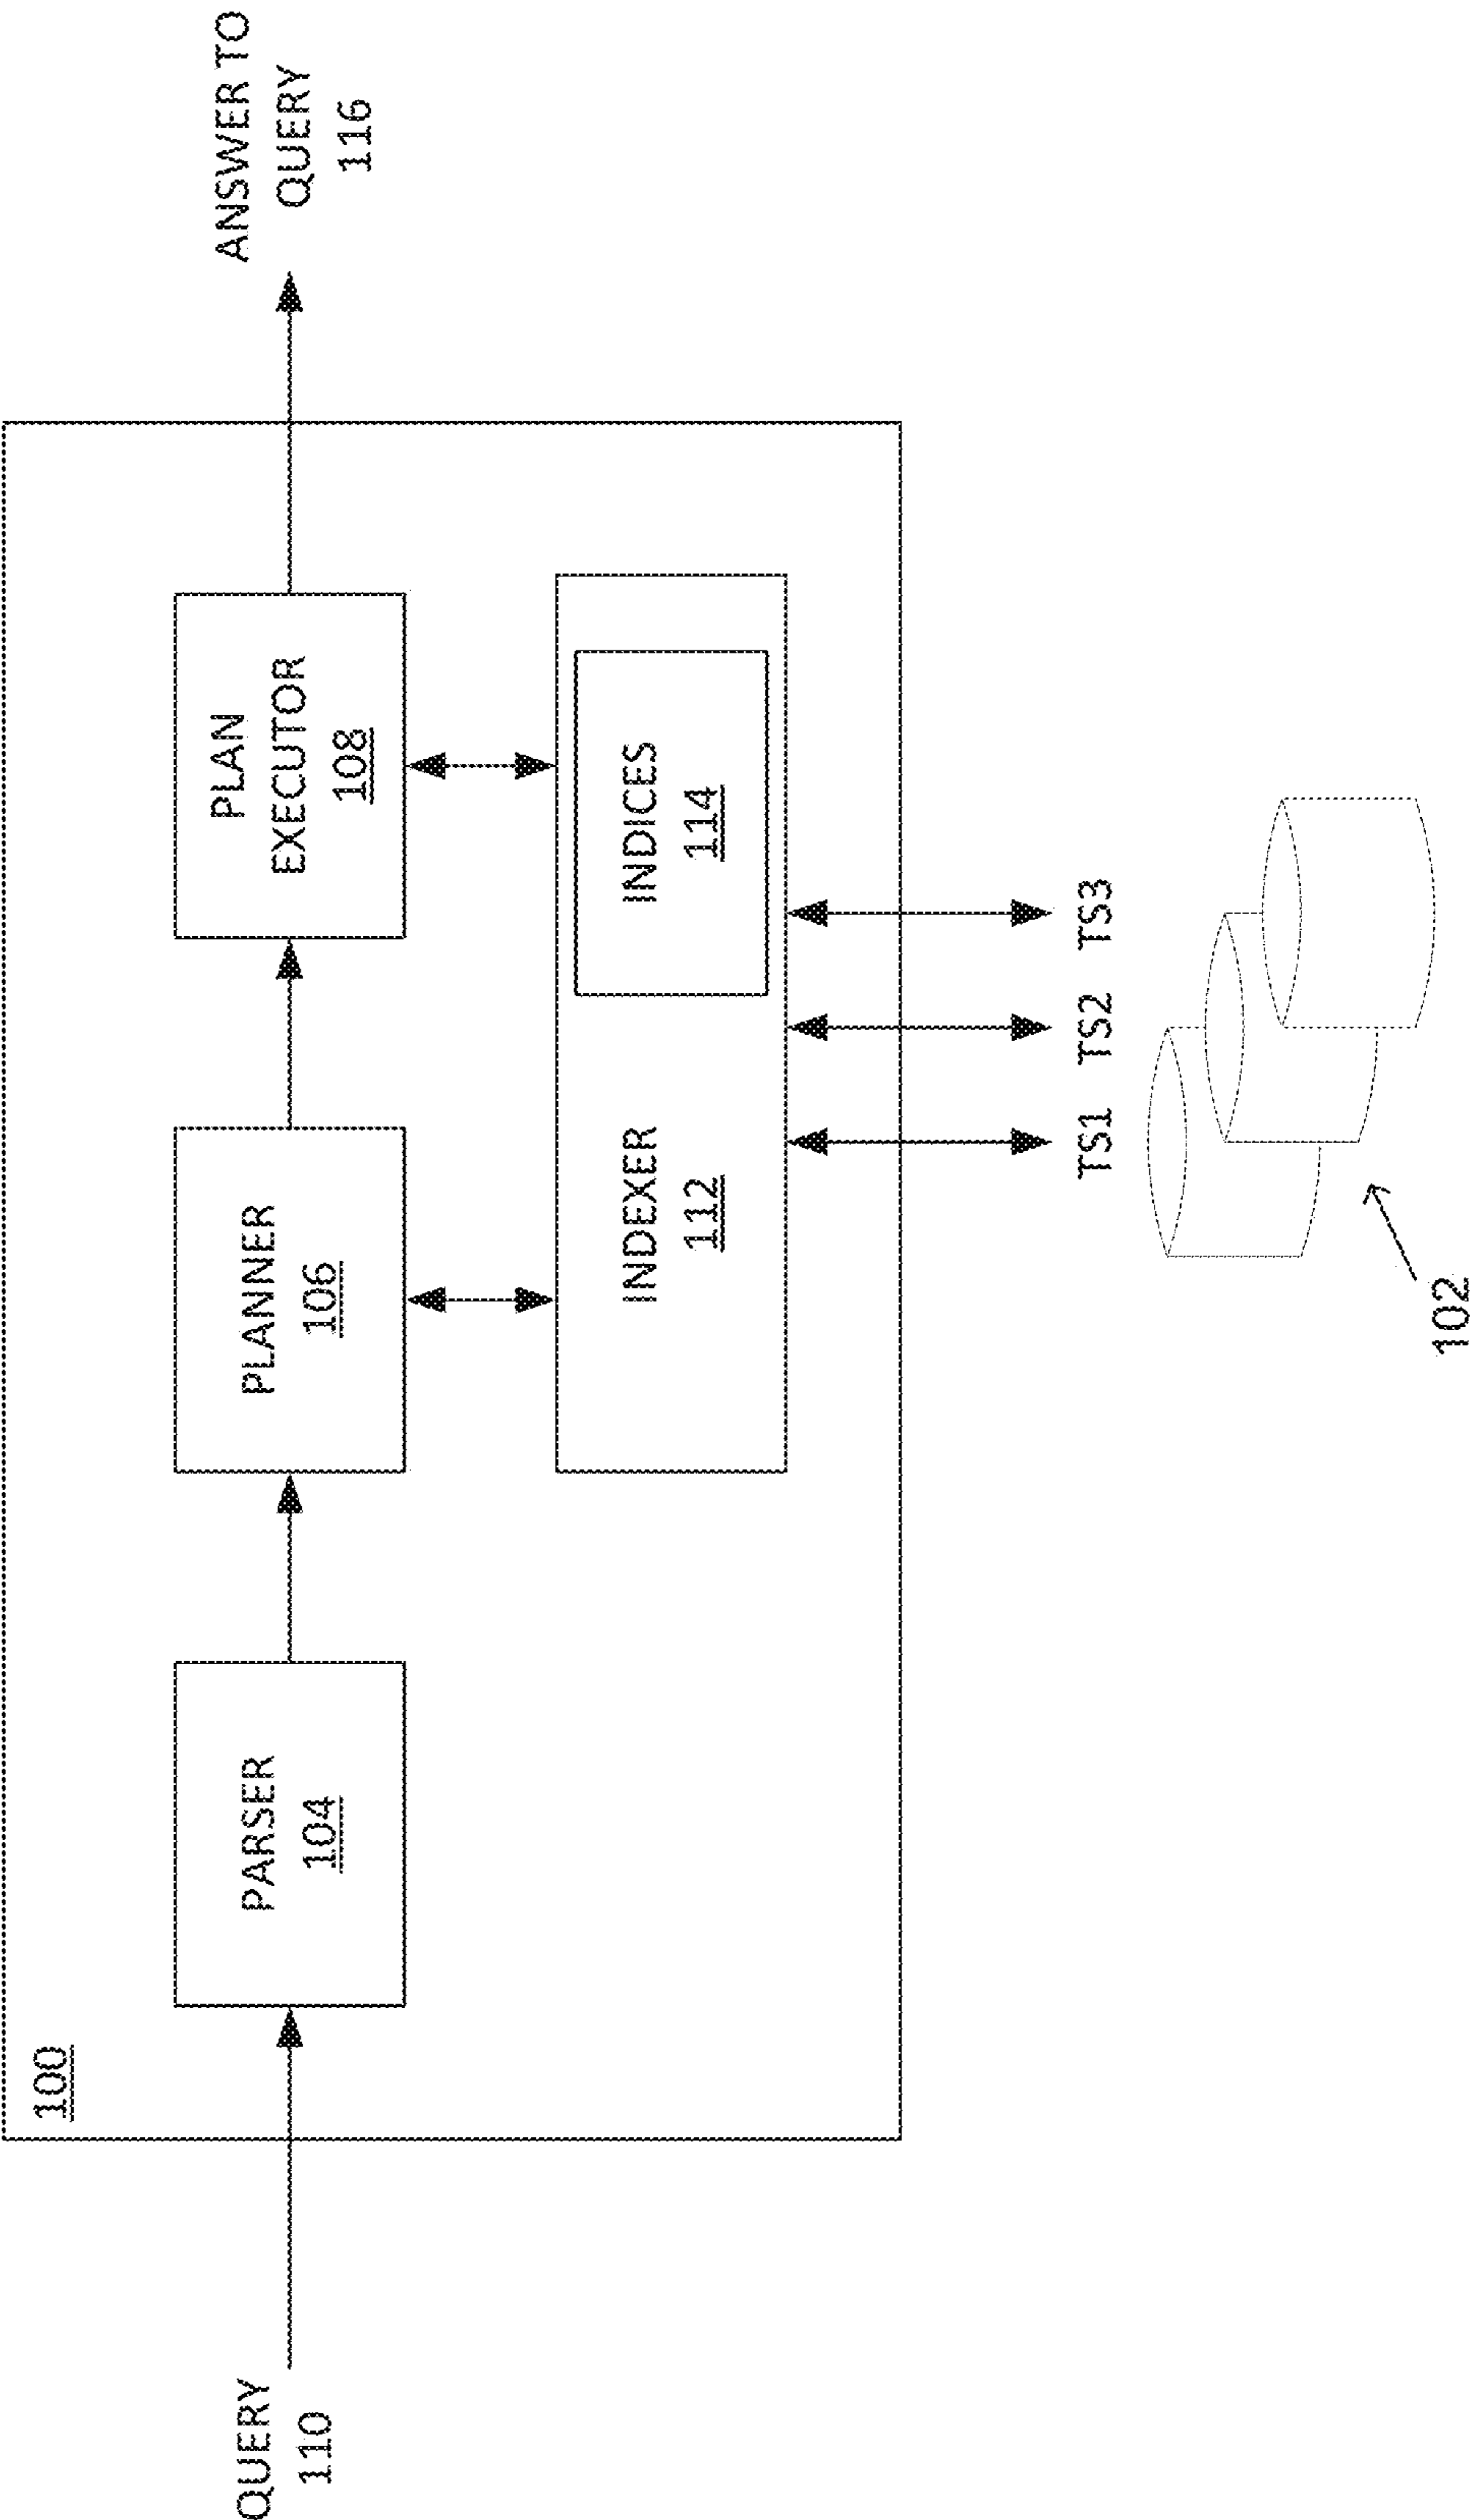 100
QUERY
110
PARSER
104
PLANNER
106
PLAN
EXECUTOR
108
ANSWER TO
QUERY
116
INDEXER
112
INDICES
114
TS1
TS2
TS3
102